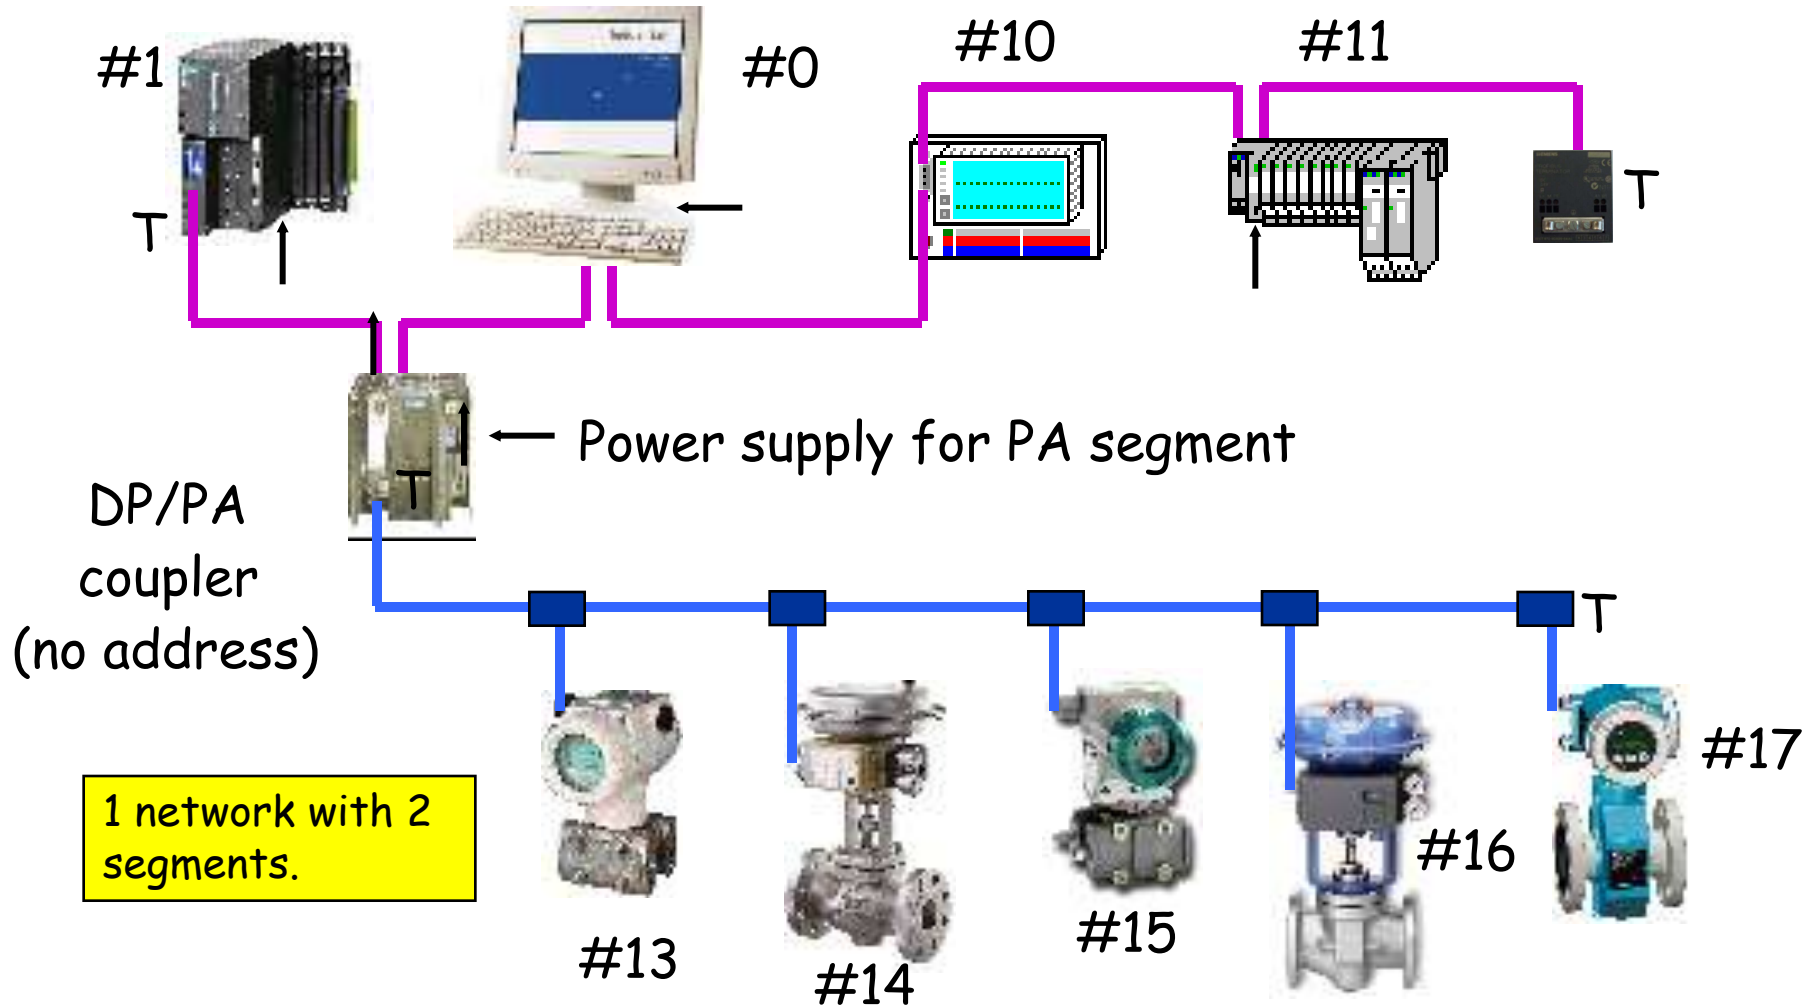 #1
#0
#10
#11
T
T
Power supply for PA segment
T
DP/PA
coupler
(no address)
T
#17
1 network with 2
segments.
#16
#15
#13
#14